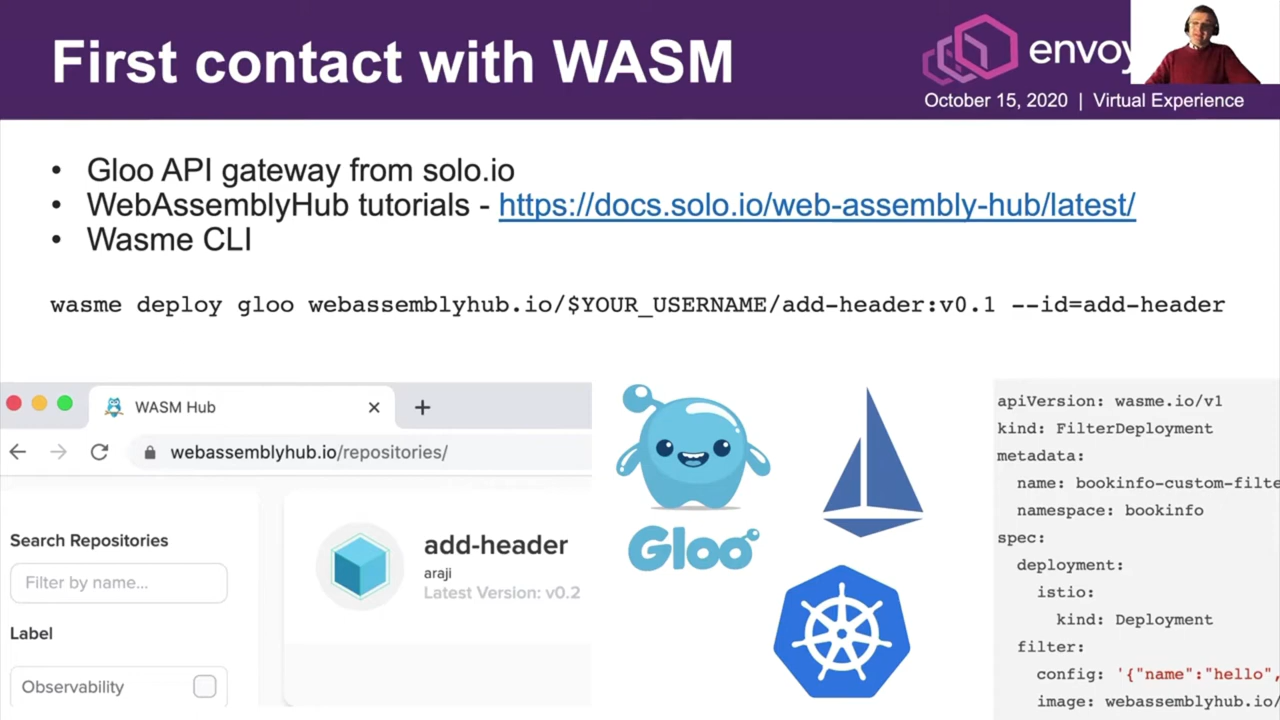 First contact with WASM
envoy
October 15, 2020 | Virtual Experience
• Gloo API gateway from solo.io
• WebAssemblyHub tutorials - https://docs.solo.io/web-assembly-hub/latest/
• Wasme CLI
wasme deploy gloo webassemblyhub.io/$YOUR_USERNAME/add-header:v0.1 --id=add-header
WASM Hub
webassemblyhub.io/repositories/
Search Repositories
Filter by name...
Label
Observability
add-header
araji
Latest Version: v0.2
Gloo
apiVersion: wasme.io/v1
kind: FilterDeployment
metadata:
name: bookinfo-custom-filte
namespace: bookinfo
spec:
deployment:
istio:
kind: Deployment
filter:
config: '{"name":"hello",
image: webassemblyhub.io/